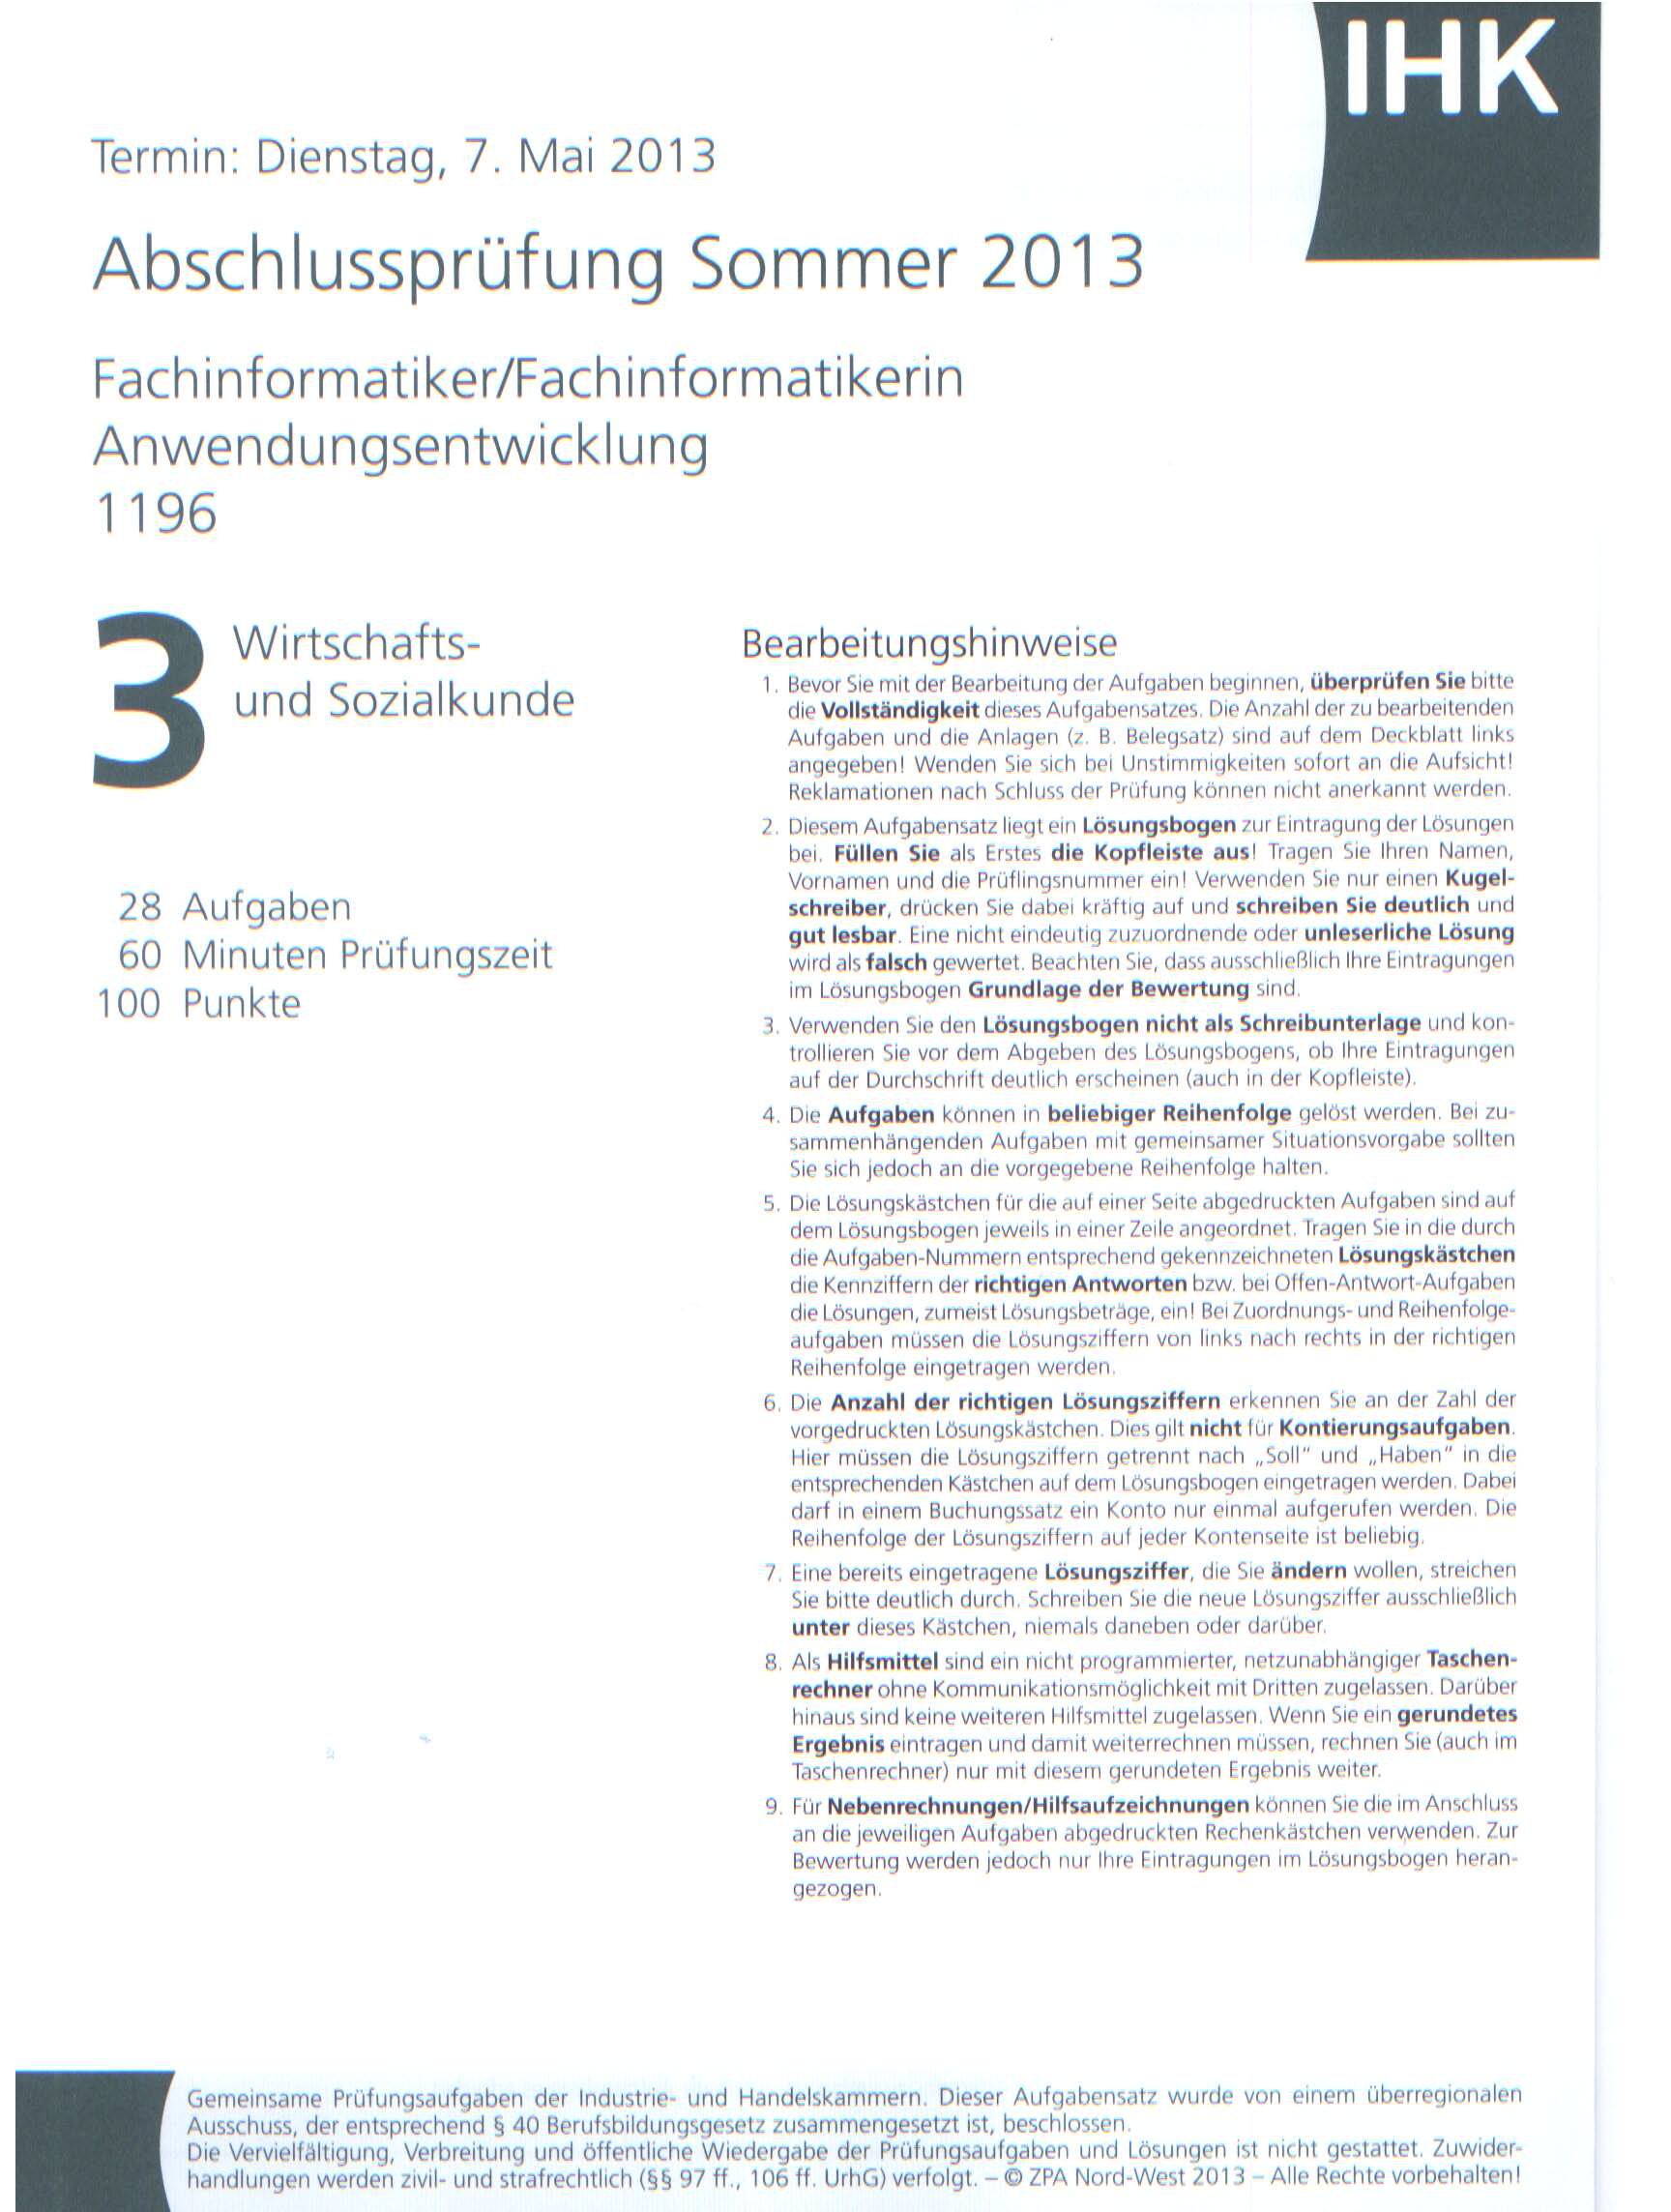 IHK
Termin: Dienstag, 7. Mai 2013
Abschlussprüfung Sommer 2013
Fachinformatiker/Fachinformatikerin
Anwendungsentwicklung
1196
3
Wirtschafts-
und Sozialkunde
28 Aufgaben
60 Minuten Prüfungszeit
100 Punkte
Bearbeitungshinweise
1. Bevor Sie mit der Bearbeitung der Aufgaben beginnen, überprüfen Sie bitte
die Vollständigkeit dieses Aufgabensatzes. Die Anzahl der zu bearbeitenden
Aufgaben und die Anlagen (z. B. Belegsatz) sind auf dem Deckblatt links
angegeben! Wenden Sie sich bei Unstimmigkeiten sofort an die Aufsicht!
Reklamationen nach Schluss der Prüfung können nicht anerkannt werden.
2. Diesem Aufgabensatz liegt ein Lösungsbogen zur Eintragung der Lösungen
bei. Füllen Sie als Erstes die Kopfleiste aus! Tragen Sie Ihren Namen,
Vornamen und die Prüflingsnummer ein! Verwenden Sie nur einen Kugel-
schreiber, drücken Sie dabei kräftig auf und schreiben Sie deutlich und
gut lesbar. Eine nicht eindeutig zuzuordnende oder unleserliche Lösung
wird als falsch gewertet. Beachten Sie, dass ausschließlich Ihre Eintragungen
im Lösungsbogen Grundlage der Bewertung sind.
3. Verwenden Sie den Lösungsbogen nicht als Schreibunterlage und kon-
trollieren Sie vor dem Abgeben des Lösungsbogens, ob Ihre Eintragungen
auf der Durchschrift deutlich erscheinen (auch in der Kopfleiste).
4. Die Aufgaben können in beliebiger Reihenfolge gelöst werden. Bei zu-
sammenhängenden Aufgaben mit gemeinsamer Situationsvorgabe sollten
Sie sich jedoch an die vorgegebene Reihenfolge halten.
5. Die Lösungskästchen für die auf einer Seite abgedruckten Aufgaben sind auf
dem Lösungsbogen jeweils in einer Zeile angeordnet. Tragen Sie in die durch
die Aufgaben-Nummern entsprechend gekennzeichneten Lösungskästchen
die Kennziffern der richtigen Antworten bzw. bei Offen-Antwort-Aufgaben
die Lösungen, zumeist Lösungsbeträge, ein! Bei Zuordnungs- und Reihenfolge-
aufgaben müssen die Lösungsziffern von links nach rechts in der richtigen
Reihenfolge eingetragen werden.
6. Die Anzahl der richtigen Lösungsziffern erkennen Sie an der Zahl der
vorgedruckten Lösungskästchen. Dies gilt nicht für Kontierungsaufgaben.
Hier müssen die Lösungsziffern getrennt nach „Soll“ und „Haben“ in die
entsprechenden Kästchen auf dem Lösungsbogen eingetragen werden. Dabei
darf in einem Buchungssatz ein Konto nur einmal aufgerufen werden. Die
Reihenfolge der Lösungsziffern auf jeder Kontenseite ist beliebig.
7. Eine bereits eingetragene Lösungsziffer, die Sie ändern wollen, streichen
Sie bitte deutlich durch. Schreiben Sie die neue Lösungsziffer ausschließlich
unter dieses Kästchen, niemals daneben oder darüber.
8. Als Hilfsmittel sind ein nicht programmierter, netzunabhängiger Taschen-
rechner ohne Kommunikationsmöglichkeit mit Dritten zugelassen. Darüber
hinaus sind keine weiteren Hilfsmittel zugelassen. Wenn Sie ein gerundetes
Ergebnis eintragen und damit weiterrechnen müssen, rechnen Sie (auch im
Taschenrechner) nur mit diesem gerundeten Ergebnis weiter.
9. Für Nebenrechnungen/Hilfsaufzeichnungen können Sie die im Anschluss
an die jeweiligen Aufgaben abgedruckten Rechenkästchen verwenden. Zur
Bewertung werden jedoch nur Ihre Eintragungen im Lösungsbogen heran-
gezogen.
Gemeinsame Prüfungsaufgaben der Industrie- und Handelskammern. Dieser Aufgabensatz wurde von einem überregionalen
Ausschuss, der entsprechend § 40 Berufsbildungsgesetz zusammengesetzt ist, beschlossen.
Die Vervielfältigung, Verbreitung und öffentliche Wiedergabe der Prüfungsaufgaben und Lösungen ist nicht gestattet. Zuwider-
handlungen werden zivil- und strafrechtlich (§§ 97 ff., 106 ff. UrhG) verfolgt. – © ZPA Nord-West 2013 – Alle Rechte vorbehalten!